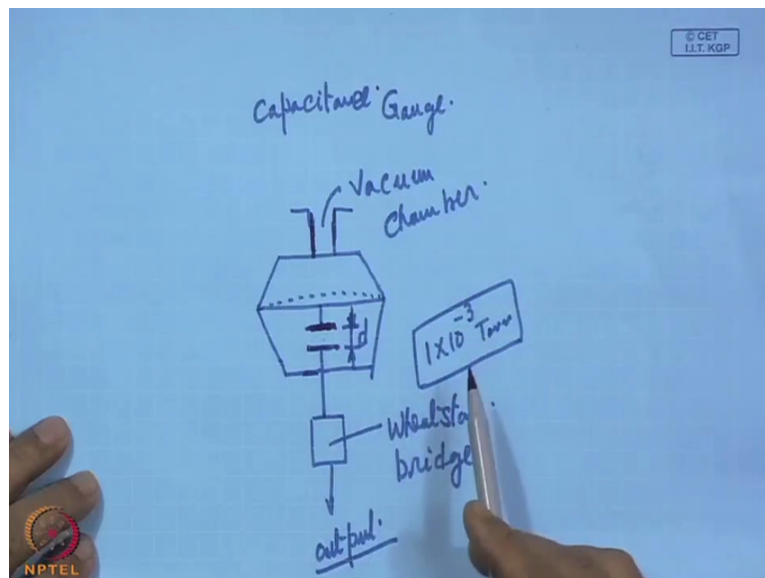 © CET
I.I.T. KGP
Capacitance Gauge.
Vacuum
Chamber.
d
1 X 10⁻³ Torr
bridge
output.
NPTEL